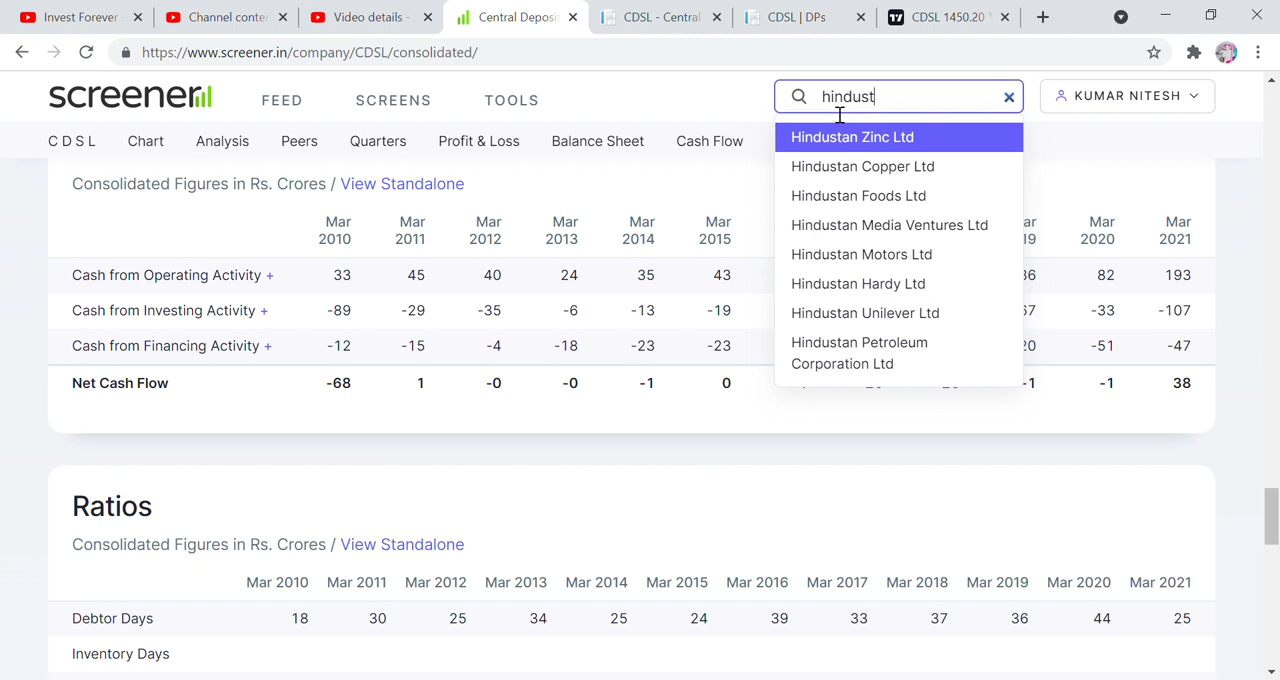 Invest Forever
Channel conter
Video details -
Central Deposi
CDSL - Central
CDSL | DPs
CDSL 1450.20
https://www.screener.in/company/CDSL/consolidated/
screener
FEED
SCREENS
TOOLS
hindust
KUMAR NITESH
CDSL
Chart
Analysis
Peers
Quarters
Profit & Loss
Balance Sheet
Cash Flow
Hindustan Zinc Ltd
Hindustan Copper Ltd
Hindustan Foods Ltd
Hindustan Media Ventures Ltd
Hindustan Motors Ltd
Hindustan Hardy Ltd
Hindustan Unilever Ltd
Hindustan Petroleum
Corporation Ltd
Consolidated Figures in Rs. Crores / View Standalone
Mar 2010 Mar 2011 Mar 2012 Mar 2013 Mar 2014 Mar 2015 Mar 2020 Mar 2021
Cash from Operating Activity + 33 45 40 24 35 43 82 193
Cash from Investing Activity + -89 -29 -35 -6 -13 -19 -33 -107
Cash from Financing Activity + -12 -15 -4 -18 -23 -23 -51 -47
Net Cash Flow -68 1 -0 -0 -1 0 -1 -1 38
Ratios
Consolidated Figures in Rs. Crores / View Standalone
Mar 2010 Mar 2011 Mar 2012 Mar 2013 Mar 2014 Mar 2015 Mar 2016 Mar 2017 Mar 2018 Mar 2019 Mar 2020 Mar 2021
Debtor Days 18 30 25 34 25 24 39 33 37 36 44 25
Inventory Days